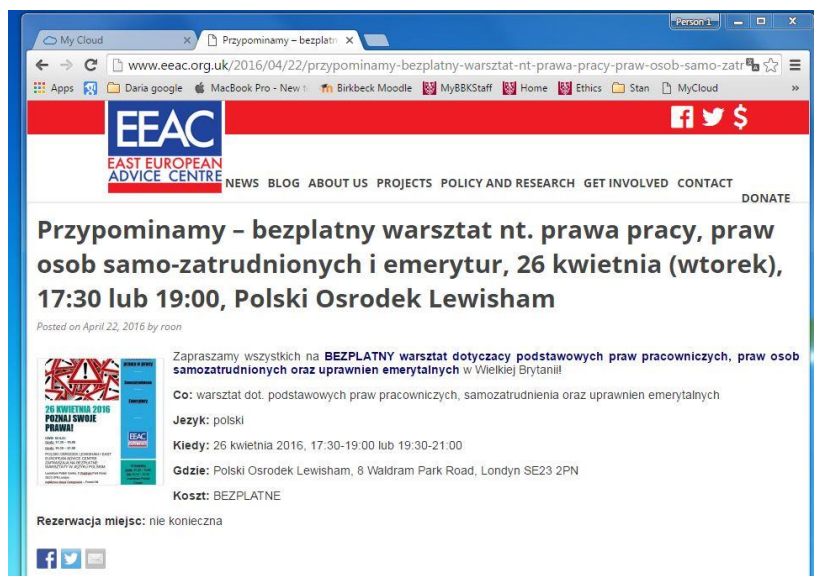 Person 1
My Cloud
Przypominamy – bezpłatn
www.eeac.org.uk/2016/04/22/przypominamy-bezplatny-warsztat-nt-prawa-pracy-praw-osob-samo-zatr
Apps Daria google MacBook Pro - New t Birkbeck Moodle MyBBKStaff Home Ethics Stan MyCloud »
EEAC
EAST EUROPEAN
ADVICE CENTRE
NEWS BLOG ABOUT US PROJECTS POLICY AND RESEARCH GET INVOLVED CONTACT
DONATE
Przypominamy – bezplatny warsztat nt. prawa pracy, praw
osob samo-zatrudnionych i emerytur, 26 kwietnia (wtorek),
17:30 lub 19:00, Polski Osrodek Lewisham
Posted on April 22, 2016 by roon
Zapraszamy wszystkich na BEZPLATNY warsztat dotyczacy podstawowych praw pracowniczych, praw osob
samozatrudnionych oraz uprawnien emerytalnych w Wielkiej Brytanii!
Co: warsztat dot. podstawowych praw pracowniczych, samozatrudnienia oraz uprawnien emerytalnych
Jezyk: polski
Kiedy: 26 kwietnia 2016, 17:30-19:00 lub 19:30-21:00
Gdzie: Polski Osrodek Lewisham, 8 Waldram Park Road, Londyn SE23 2PN
Koszt: BEZPLATNE
Rezerwacja miejsc: nie konieczna
26 KWIETNIA 2016
POZNAJ SWOJE
PRAWA!
EEAC